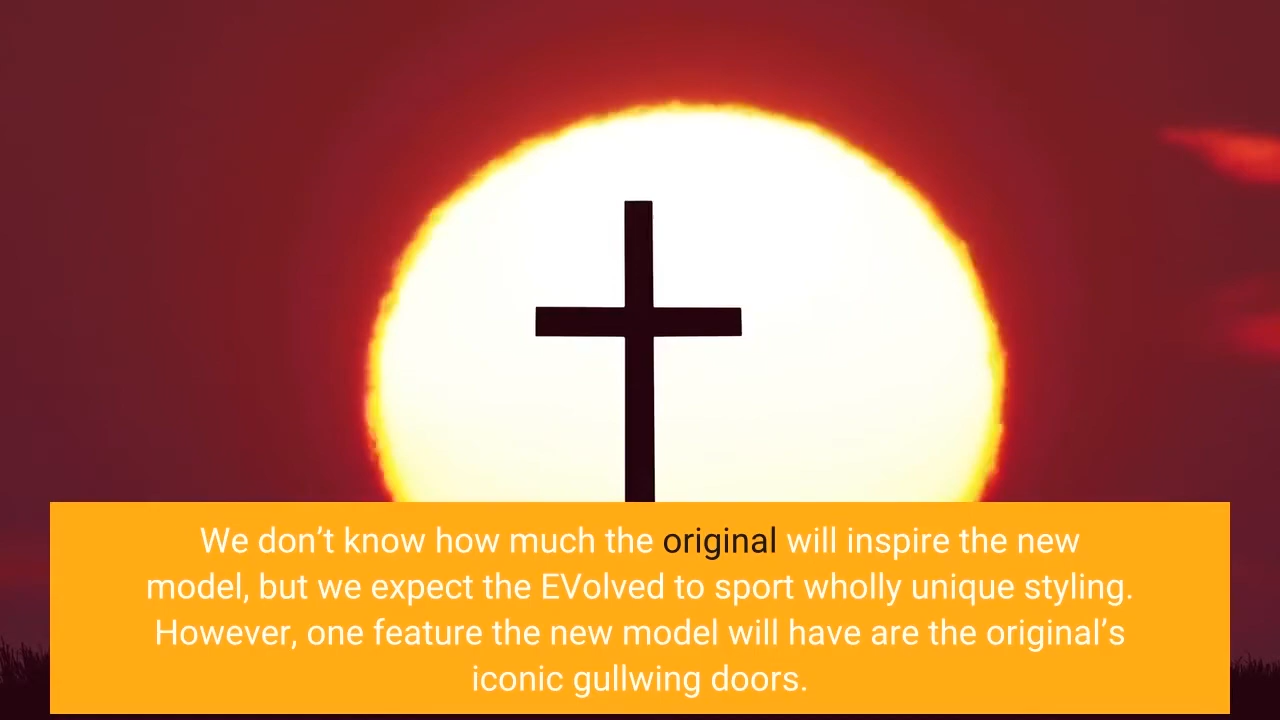 We don’t know how much the original will inspire the new
model, but we expect the EVolved to sport wholly unique styling.
However, one feature the new model will have are the original’s
iconic gullwing doors.